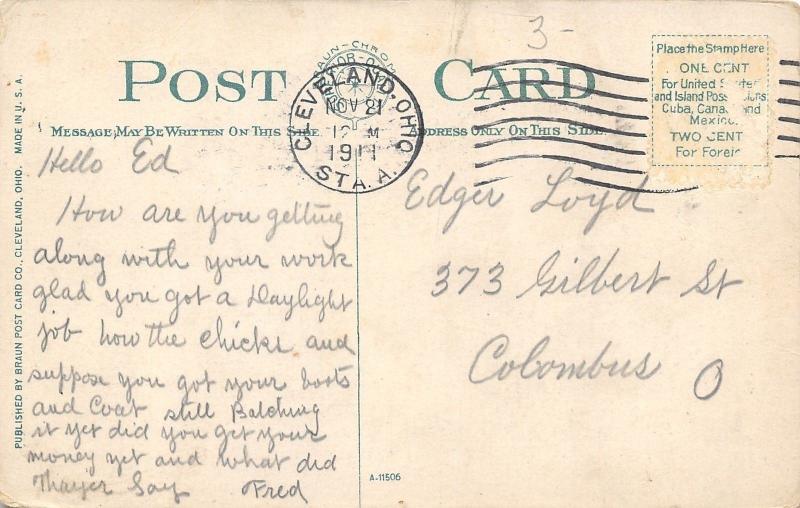 3-
POST CARD
BRAUN-CHROM
Place the Stamp Here
ONE CENT
For United States
and Island Possessions
Cuba, Canada and
Mexico.
TWO CENT
For Foreig
CLEVELAND, OHIO
NOV 21
12 M
1911
STA. A.
MESSAGE MAY BE WRITTEN ON THIS SIDE
ADDRESS ONLY ON THIS SIDE
Hello Ed
How are you getting
along with your work
glad you got a Daylight
job how the chicks and
suppose you got your boots
and Coat still Balching
it yet did you get your
money yet and what did
Thayer Say Fred
Edger Loyd
373 Gilbert St
Colombus O
A-11506
PUBLISHED BY BRAUN POST CARD CO., CLEVELAND, OHIO. MADE IN U. S. A.